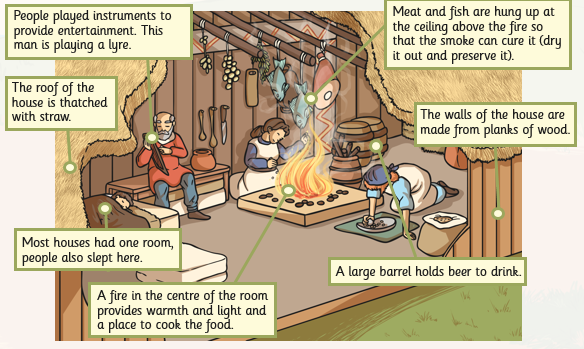 People played instruments to
provide entertainment. This
man is playing a lyre.
Meat and fish are hung up at
the ceiling above the fire so
that the smoke can cure it (dry
it out and preserve it).
The roof of the
house is thatched
with straw.
The walls of the house are
made from planks of wood.
Most houses had one room,
people also slept here.
A large barrel holds beer to drink.
A fire in the centre of the room
provides warmth and light and
a place to cook the food.